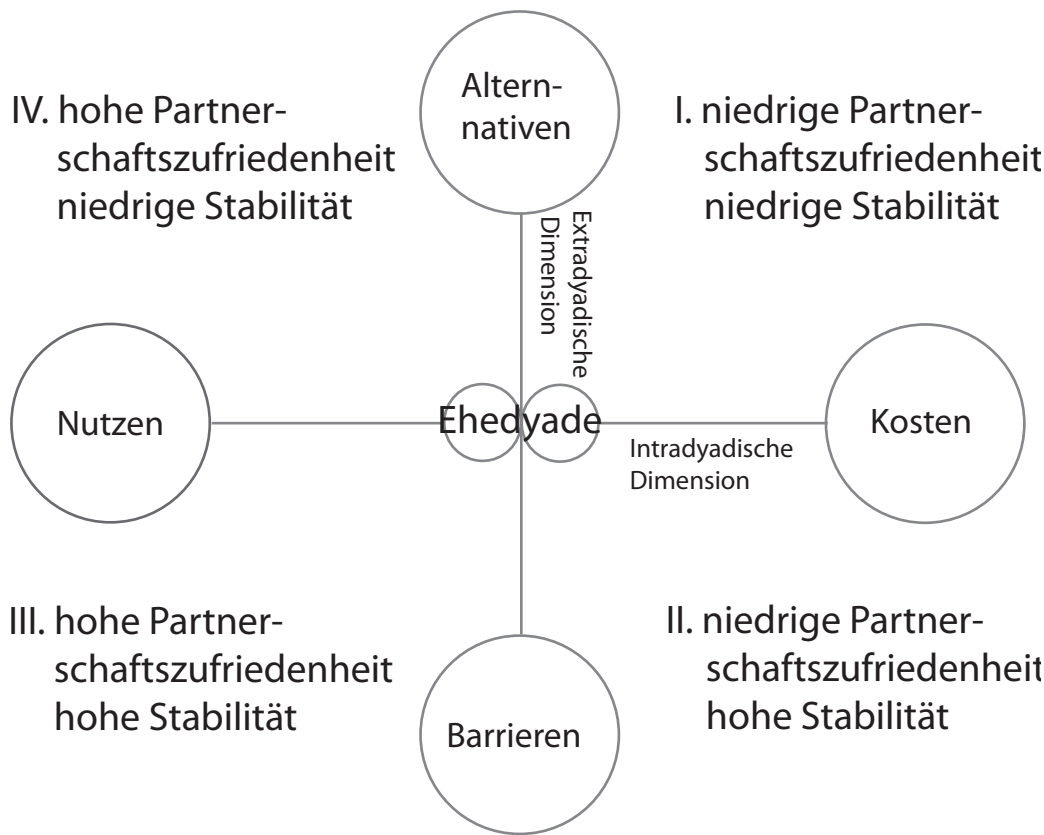 Altern-
nativen
IV. hohe Partner-
schaftszufriedenheit
niedrige Stabilität
I. niedrige Partner-
schaftszufriedenheit
niedrige Stabilität
Extradyadische
Dimension
Nutzen
Ehedyade
Kosten
Intradyadische
Dimension
III. hohe Partner-
schaftszufriedenheit
hohe Stabilität
II. niedrige Partner-
schaftszufriedenheit
hohe Stabilität
Barrieren